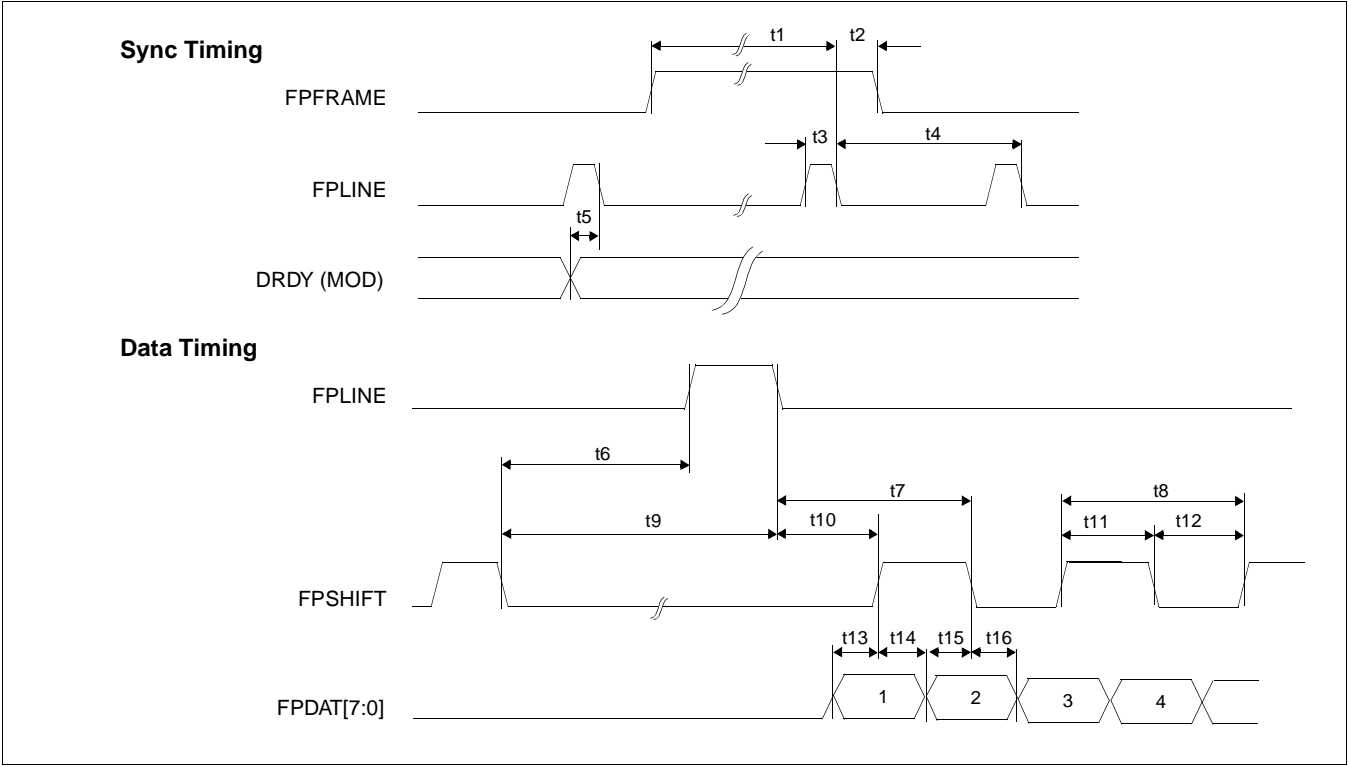 Sync Timing
t1
t2
FPFRAME
t3
t4
FPLINE
t5
DRDY (MOD)
Data Timing
FPLINE
t6
t7
t8
t9
t10
t11
t12
FPSHIFT
t13
t14
t15
t16
FPDAT[7:0]
1
2
3
4